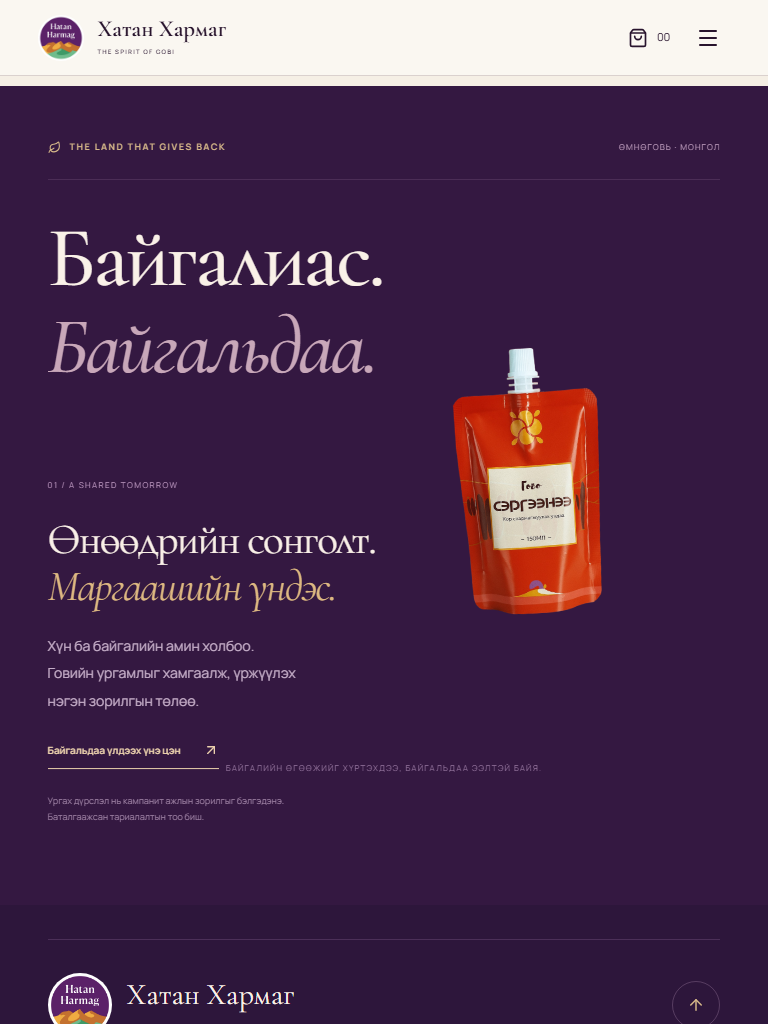 Hatan
Harmag
Хатан Хармаг
THE SPIRIT OF GOBI
00
THE LAND THAT GIVES BACK
ӨМНӨГОВЬ · МОНГОЛ
Байгалиас.
Байгальдаа.
01 / A SHARED TOMORROW
Өнөөдрийн сонголт.
Маргаашийн үндэс.
Хүн ба байгалийн амин холбоо.
Говийн ургамлыг хамгаалж, үржүүлэх
нэгэн зорилгын төлөө.
Байгальдаа үлдээх үнэ цэн
БАЙГАЛИЙН ӨГӨӨЖИЙГ ХҮРТЭХДЭЭ, БАЙГАЛЬДАА ЭЭЛТЭЙ БАЙЯ.
Ургах дүрслэл нь кампанит ажлын зорилгыг бэлгэдэнэ.
Баталгаажсан тариалалтын тоо биш.
Говь
СЭРГЭЭНЭЭ
– 150МЛ –
Hatan
Harmag
Хатан Хармаг